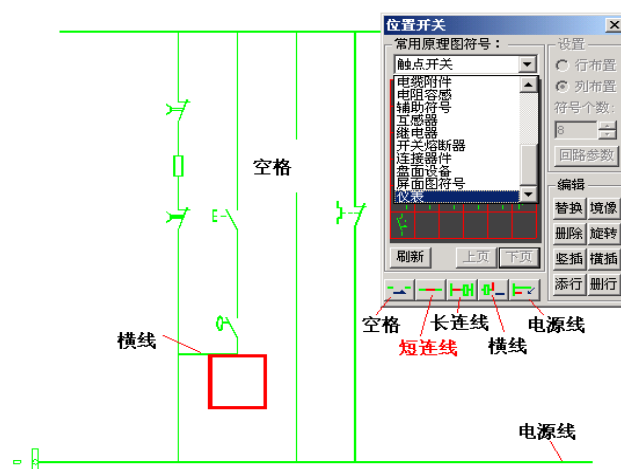 位置开关
常用原理图符号：
触点开关
电缆附件
电阻容感
辅助符号
互感器
继电器
开关熔断器
连接器件
盘面设备
屏面图符号
仪表
刷新 上页 下页
设置
行布置
列布置
符号个数:
8
回路参数
编辑
替换 境像
删除 旋转
竖插 横插
添行 删行
空格
空格 长连线 电源线
短连线 横线
横线
电源线